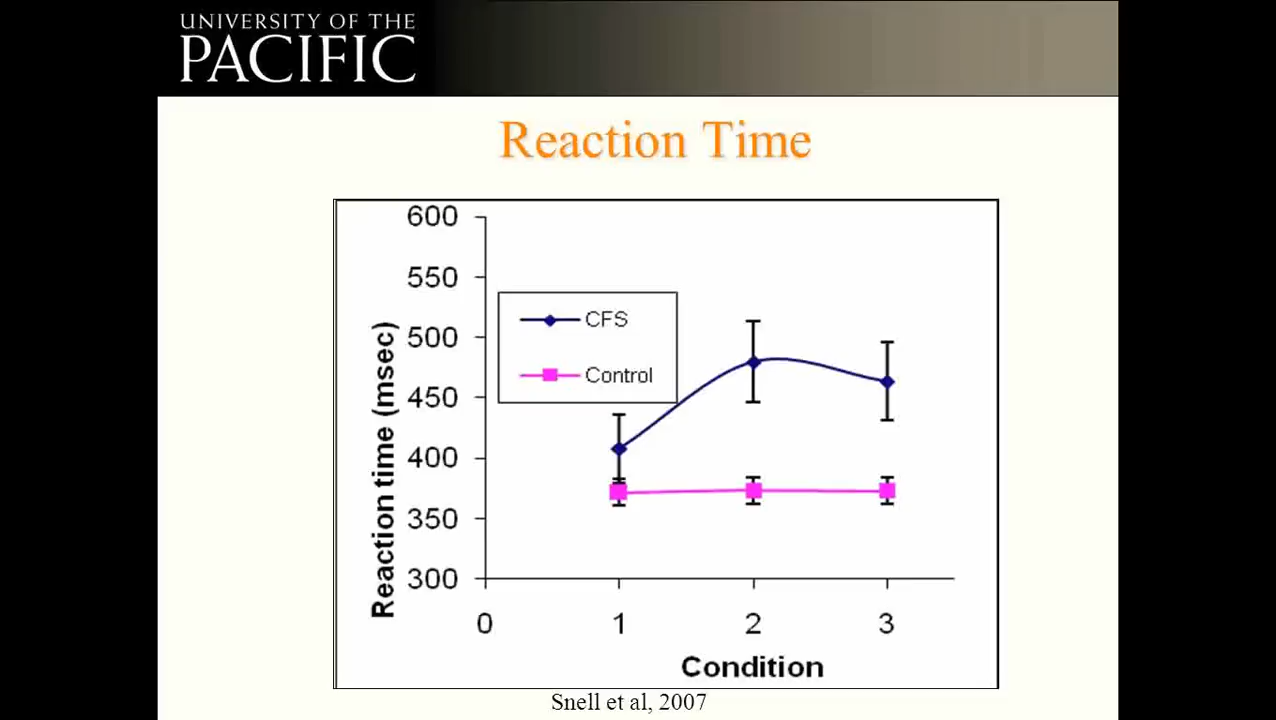 UNIVERSITY OF THE
PACIFIC
Reaction Time
600
550
500
450
400
350
300
Reaction time (msec)
CFS
Control
0 1 2 3
Condition
Snell et al, 2007